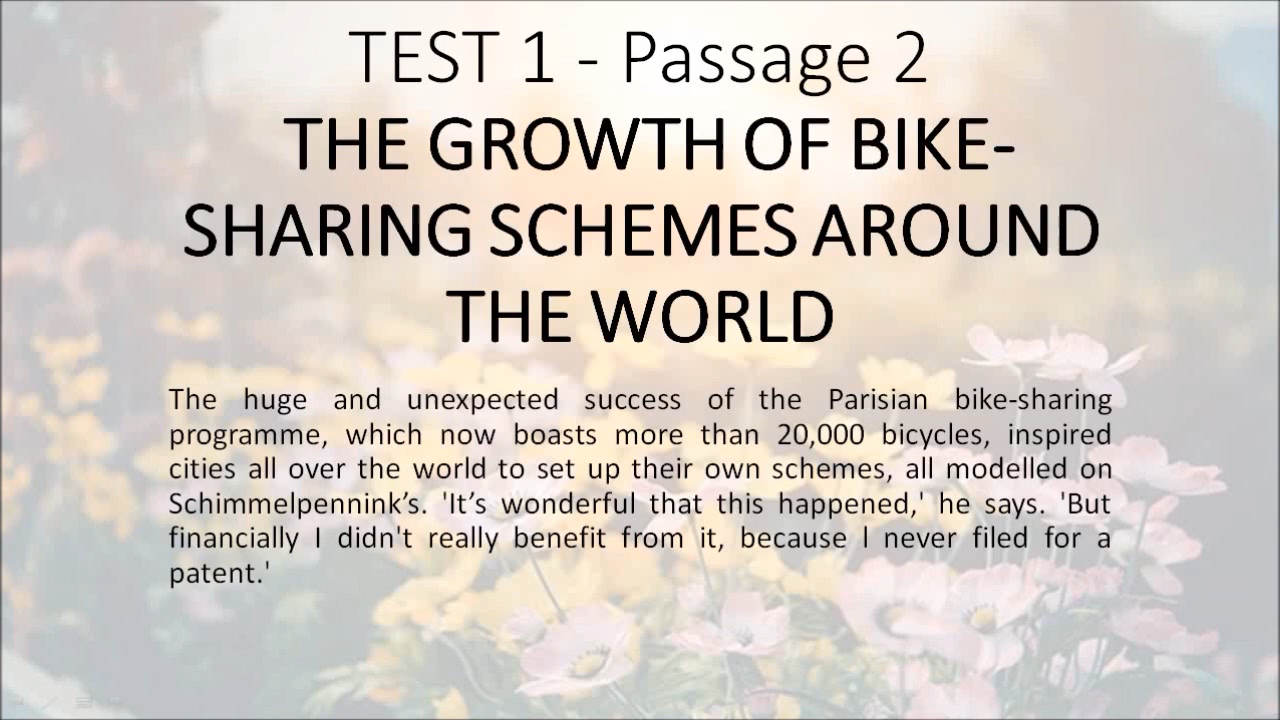 TEST 1 - Passage 2
THE GROWTH OF BIKE-
SHARING SCHEMES AROUND
THE WORLD
The huge and unexpected success of the Parisian bike-sharing
programme, which now boasts more than 20,000 bicycles, inspired
cities all over the world to set up their own schemes, all modelled on
Schimmelpennink’s. 'It’s wonderful that this happened,' he says. 'But
financially I didn't really benefit from it, because I never filed for a
patent.'